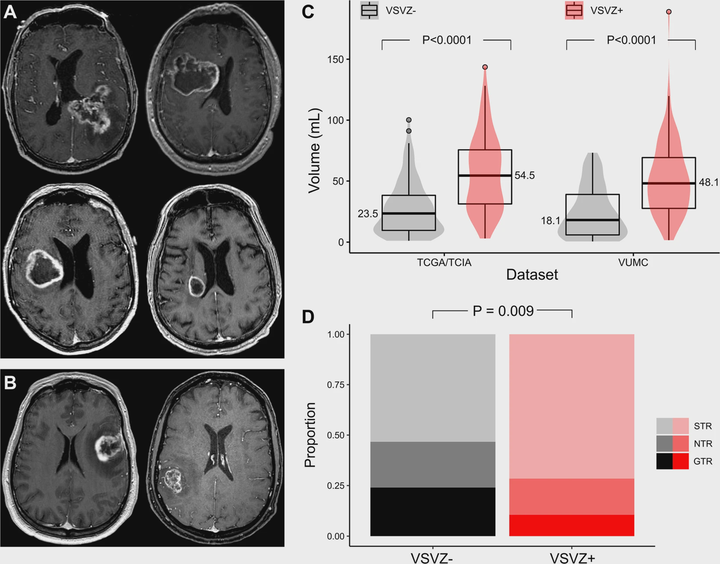 A
B
C
VSVZ-
VSVZ+
P<0.0001
P<0.0001
Volume (mL)
150
100
50
0
23.5
54.5
18.1
48.1
TCGA/TCIA
VUMC
Dataset
D
P = 0.009
Proportion
1.00
0.75
0.50
0.25
0.00
VSVZ-
VSVZ+
STR
NTR
GTR